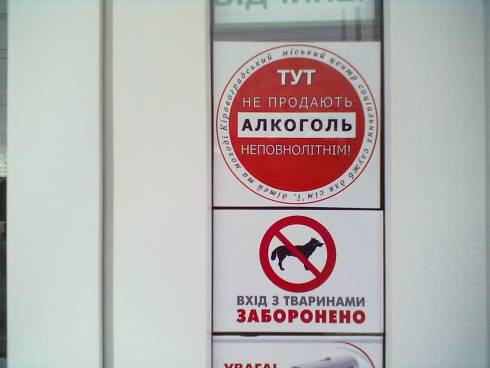 Кіровоградський міський центр соціальних служб для сім'ї, дітей та молоді
ТУТ
НЕ ПРОДАЮТЬ
АЛКОГОЛЬ
НЕПОВНОЛІТНІМ!
ВХІД З ТВАРИНАМИ
ЗАБОРОНЕНО
УВАГА!